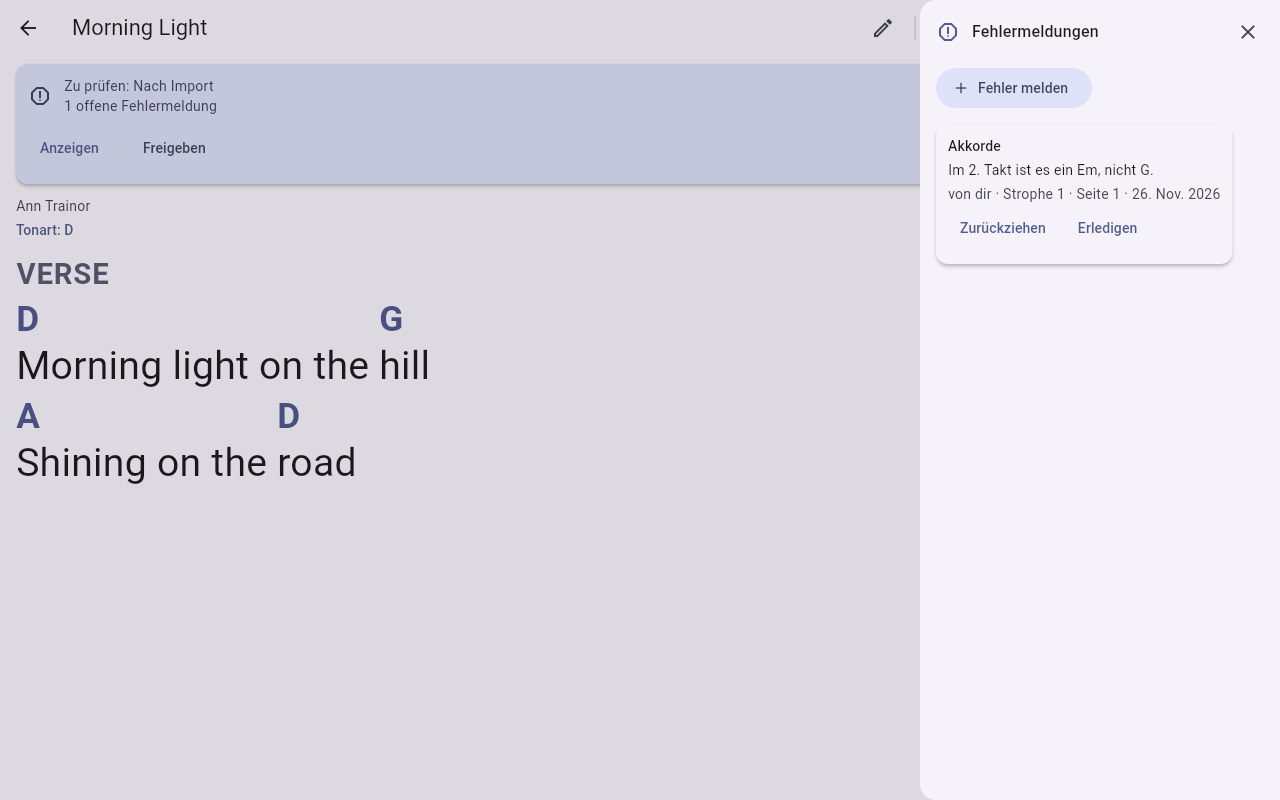 Morning Light
Zu prüfen: Nach Import
1 offene Fehlermeldung
Anzeigen
Freigeben
Ann Trainor
Tonart: D
VERSE
D G
Morning light on the hill
A D
Shining on the road
Fehlermeldungen
Fehler melden
Akkorde
Im 2. Takt ist es ein Em, nicht G.
von dir · Strophe 1 · Seite 1 · 26. Nov. 2026
Zurückziehen
Erledigen